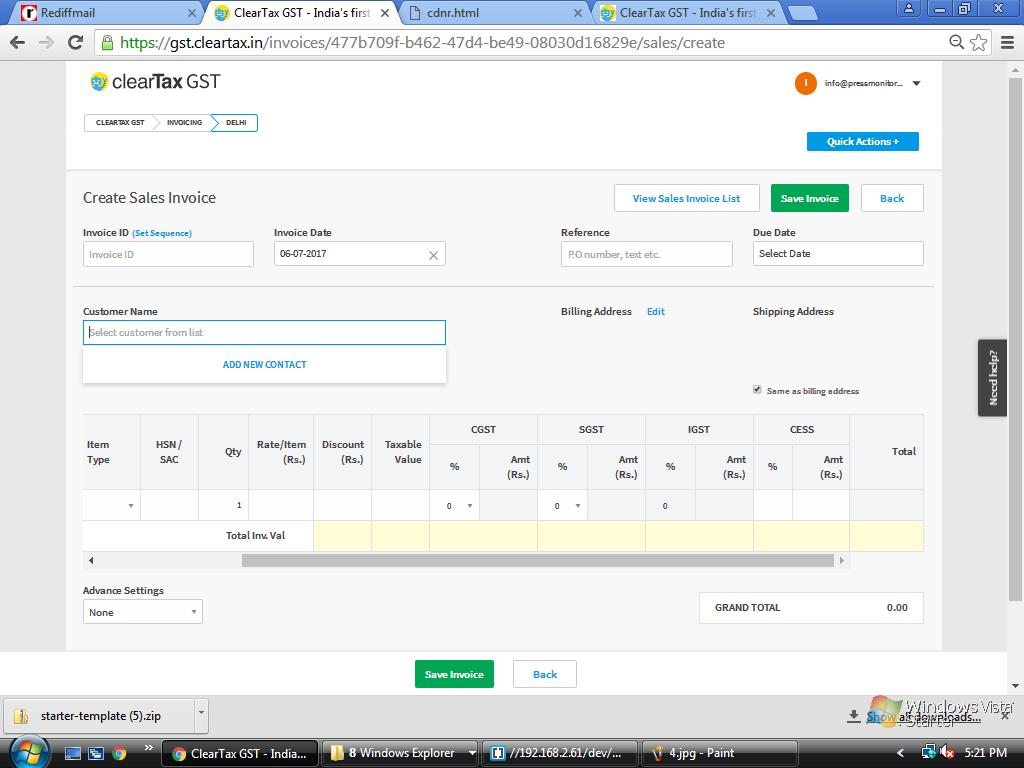 Rediffmail
ClearTax GST - India's first
cdnr.html
ClearTax GST - India's first
https://gst.cleartax.in/invoices/477b709f-b462-47d4-be49-08030d16829e/sales/create
clearTax GST
I info@pressmonitor...
CLEARTAX GST INVOICING DELHI
Quick Actions +
Create Sales Invoice
View Sales Invoice List
Save Invoice
Back
Invoice ID (Set Sequence)
Invoice Date
Reference
Due Date
Invoice ID
06-07-2017
P.O number, text etc.
Select Date
Customer Name
Billing Address Edit
Shipping Address
Select customer from list
ADD NEW CONTACT
Same as billing address
Need help?
Item Type
HSN / SAC
Qty
Rate/Item (Rs.)
Discount (Rs.)
Taxable Value
CGST
SGST
IGST
CESS
Total
% Amt (Rs.)
% Amt (Rs.)
% Amt (Rs.)
% Amt (Rs.)
1 0 0 0
Total Inv. Val
Advance Settings
None
GRAND TOTAL 0.00
Save Invoice
Back
starter-template (5).zip
Show all downloads...
Windows Vista
Starter
ClearTax GST - India...
8 Windows Explorer
//192.168.2.61/dev/...
4.jpg - Paint
5:21 PM